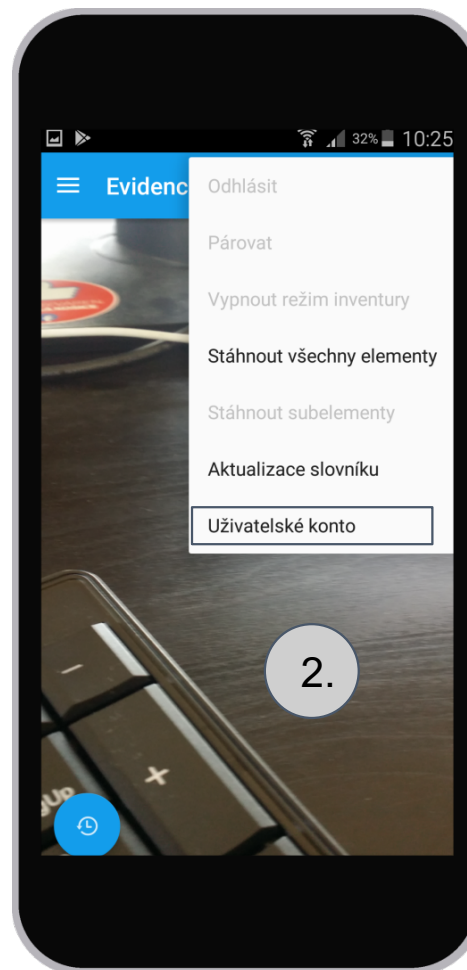 32% 10:25
Evidenc
Odhlásit
Párovat
Vypnout režim inventury
Stáhnout všechny elementy
Stáhnout subelementy
Aktualizace slovníku
Uživatelské konto
2.
−
+